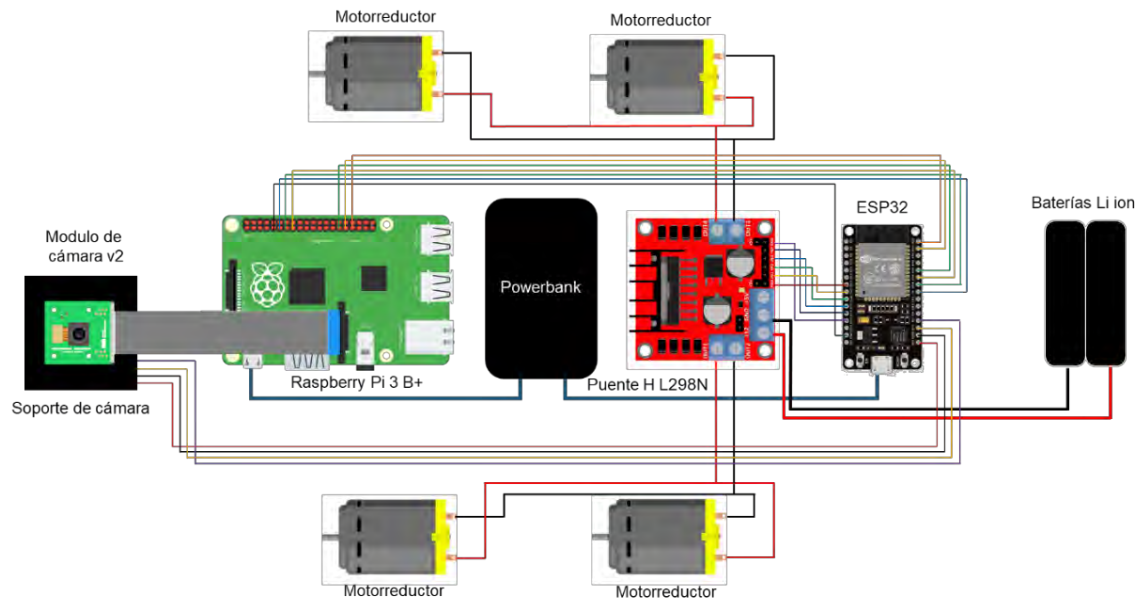 Motorreductor
Motorreductor
ESP32
Baterías Li ion
Modulo de
cámara v2
Powerbank
Raspberry Pi 3 B+
Puente H L298N
Soporte de cámara
Motorreductor
Motorreductor